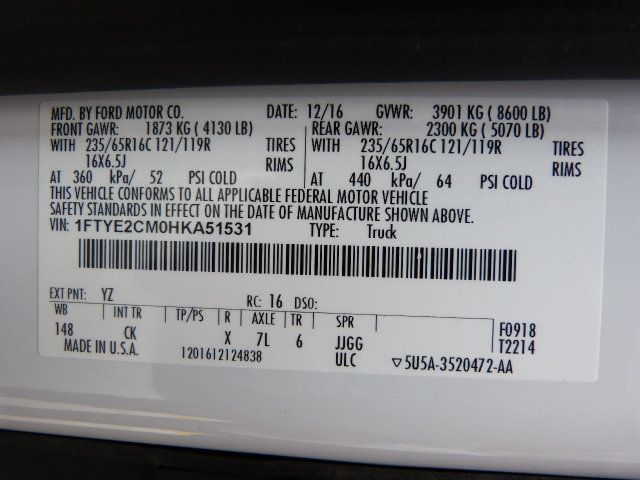 MFD. BY FORD MOTOR CO. DATE: 12/16 GVWR: 3901 KG ( 8600 LB)
FRONT GAWR: 1873 KG ( 4130 LB) REAR GAWR: 2300 KG ( 5070 LB)
WITH 235/65R16C 121/119R TIRES WITH 235/65R16C 121/119R TIRES
16X6.5J RIMS 16X6.5J RIMS
AT 360 kPa/ 52 PSI COLD AT 440 kPa/ 64 PSI COLD
THIS VEHICLE CONFORMS TO ALL APPLICABLE FEDERAL MOTOR VEHICLE
SAFETY STANDARDS IN EFFECT ON THE DATE OF MANUFACTURE SHOWN ABOVE.
VIN: 1FTYE2CM0HKA51531 TYPE: Truck
EXT PNT: YZ RC: 16 DSO:
WB INT TR TP/PS R AXLE TR SPR F0918
148 CK X 7L 6 JJGG T2214
MADE IN U.S.A. 1201612124838 ULC ▽5U5A-3520472-AA